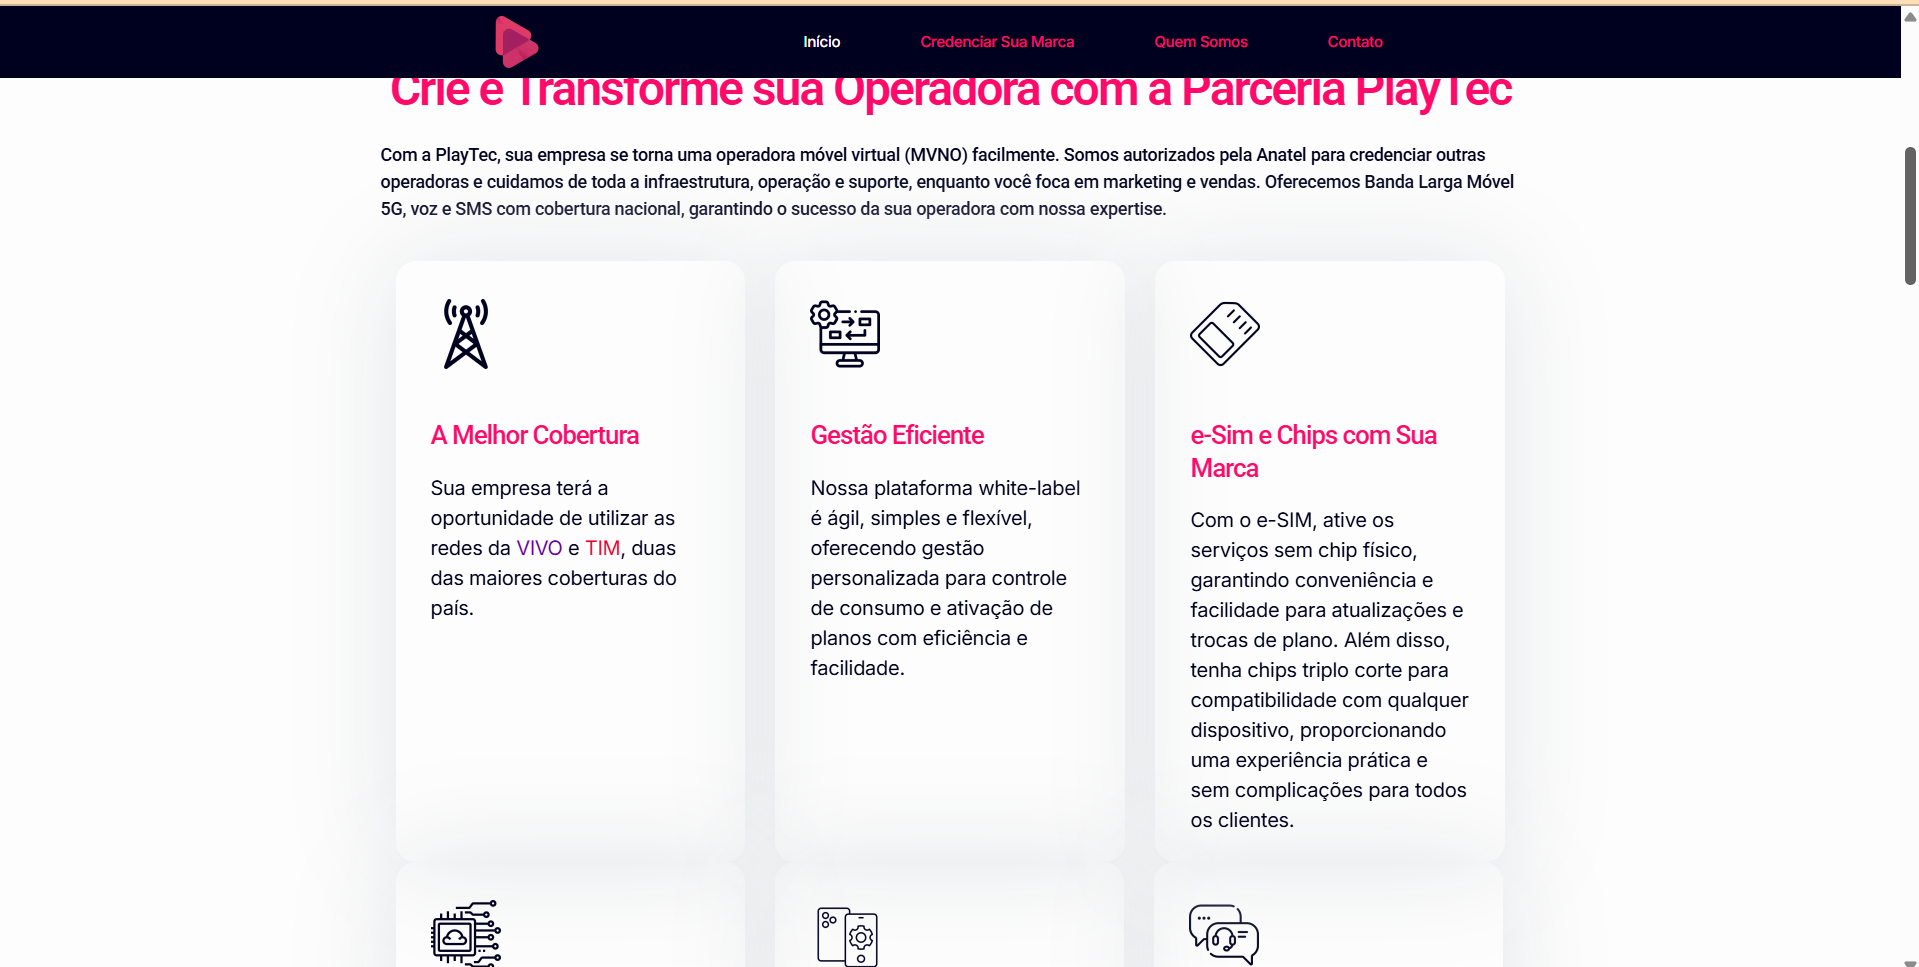 Início
Credenciar Sua Marca
Quem Somos
Contato
Crie e Transforme sua Operadora com a Parceria PlayTec
Com a PlayTec, sua empresa se torna uma operadora móvel virtual (MVNO) facilmente. Somos autorizados pela Anatel para credenciar outras
operadoras e cuidamos de toda a infraestrutura, operação e suporte, enquanto você foca em marketing e vendas. Oferecemos Banda Larga Móvel
5G, voz e SMS com cobertura nacional, garantindo o sucesso da sua operadora com nossa expertise.
A Melhor Cobertura
Sua empresa terá a
oportunidade de utilizar as
redes da VIVO e TIM, duas
das maiores coberturas do
país.
Gestão Eficiente
Nossa plataforma white-label
é ágil, simples e flexível,
oferecendo gestão
personalizada para controle
de consumo e ativação de
planos com eficiência e
facilidade.
e-Sim e Chips com Sua
Marca
Com o e-SIM, ative os
serviços sem chip físico,
garantindo conveniência e
facilidade para atualizações e
trocas de plano. Além disso,
tenha chips triplo corte para
compatibilidade com qualquer
dispositivo, proporcionando
uma experiência prática e
sem complicações para todos
os clientes.